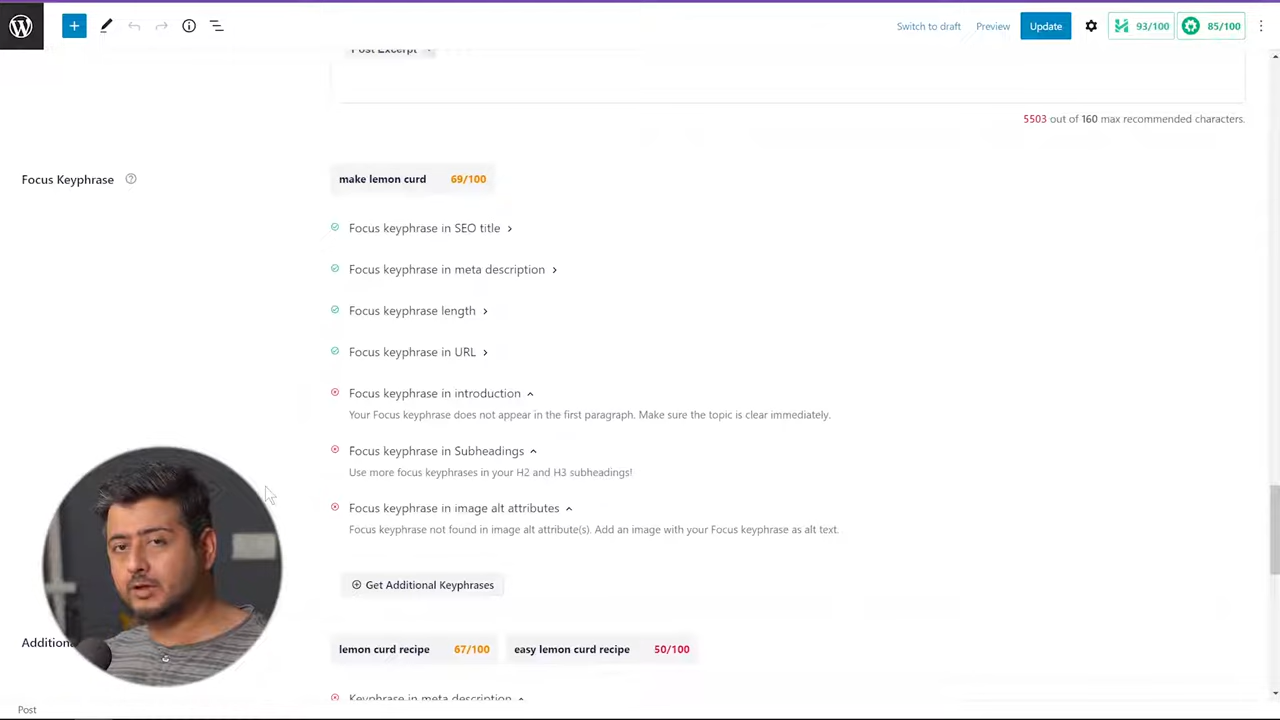 Switch to draft Preview Update 93/100 85/100
Post Excerpt
5503 out of 160 max recommended characters.
Focus Keyphrase
make lemon curd 69/100
Focus keyphrase in SEO title
Focus keyphrase in meta description
Focus keyphrase length
Focus keyphrase in URL
Focus keyphrase in introduction
Your Focus keyphrase does not appear in the first paragraph. Make sure the topic is clear immediately.
Focus keyphrase in Subheadings
Use more focus keyphrases in your H2 and H3 subheadings!
Focus keyphrase in image alt attributes
Focus keyphrase not found in image alt attribute(s). Add an image with your Focus keyphrase as alt text.
Get Additional Keyphrases
Additiona
lemon curd recipe 67/100 easy lemon curd recipe 50/100
Keyphrase in meta description
Post